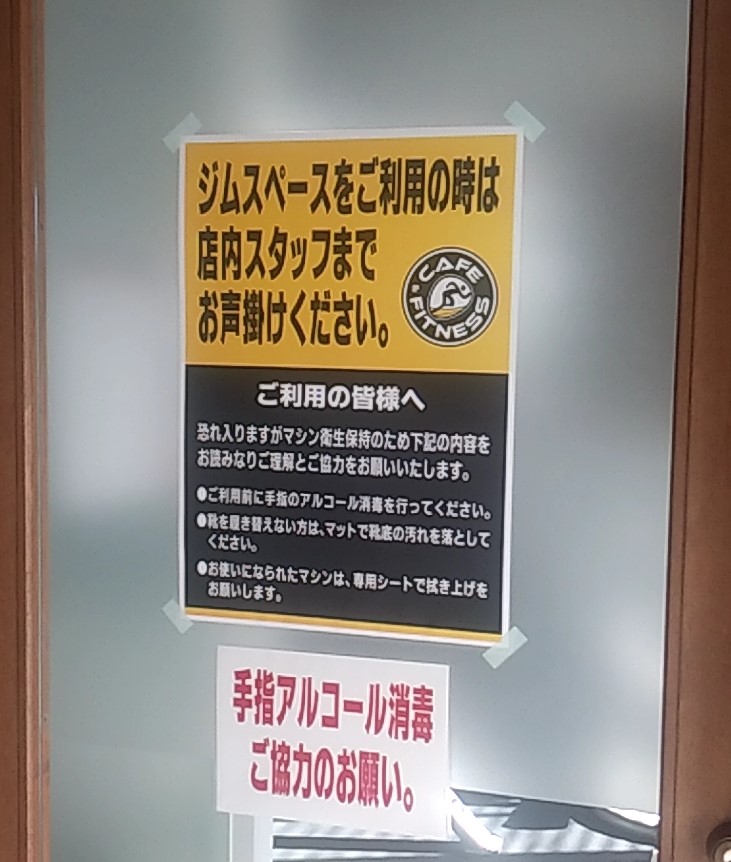 ジムスペースをご利用の時は
店内スタッフまで
お声掛けください。
CAFE & FITNESS
ご利用の皆様へ
恐れ入りますがマシン衛生保持のため下記の内容を
お読みなりご理解とご協力をお願いいたします。
●ご利用前に手指のアルコール消毒を行ってください。
●靴を履き替えない方は、マットで靴底の汚れを落として
ください。
●お使いになられたマシンは、専用シートで拭き上げを
お願いします。
手指アルコール消毒
ご協力のお願い。